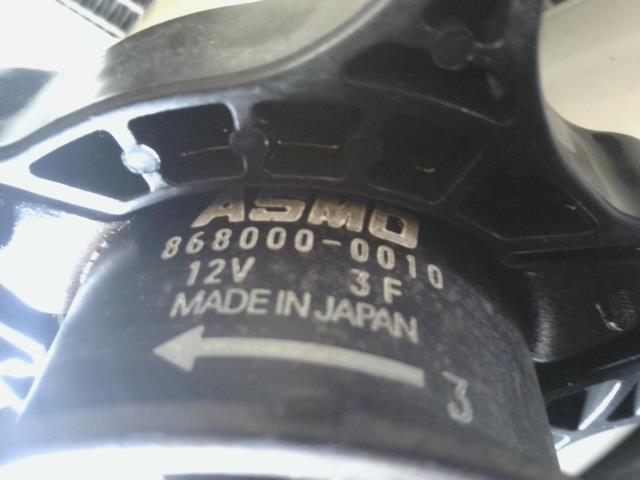 ASMO
868000-0010
12V 3F
MADE IN JAPAN
3